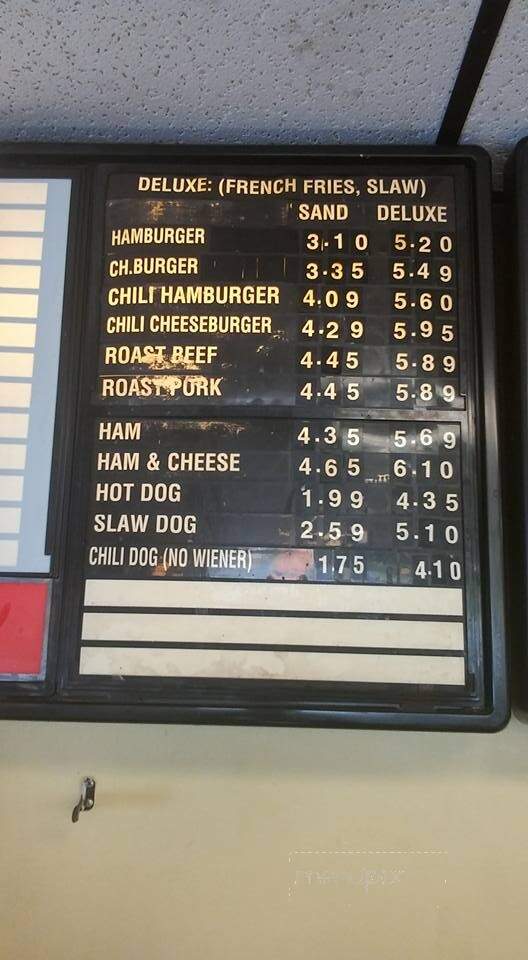 DELUXE: (FRENCH FRIES, SLAW)
SAND DELUXE
HAMBURGER 3.10 5.20
CH.BURGER 3.35 5.49
CHILI HAMBURGER 4.09 5.60
CHILI CHEESEBURGER 4.29 5.95
ROAST BEEF 4.45 5.89
ROAST PORK 4.45 5.89
HAM 4.35 5.69
HAM & CHEESE 4.65 6.10
HOT DOG 1.99 4.35
SLAW DOG 2.59 5.10
CHILI DOG (NO WIENER) 1.75 4.10
menupix